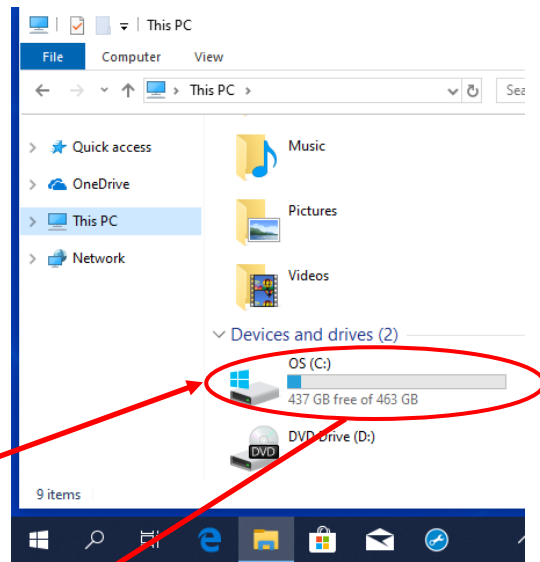 This PC
File Computer View
This PC
Quick access
OneDrive
This PC
Network
Music
Pictures
Videos
Devices and drives (2)
OS (C:)
437 GB free of 463 GB
DVD Drive (D:)
DVD
9 items